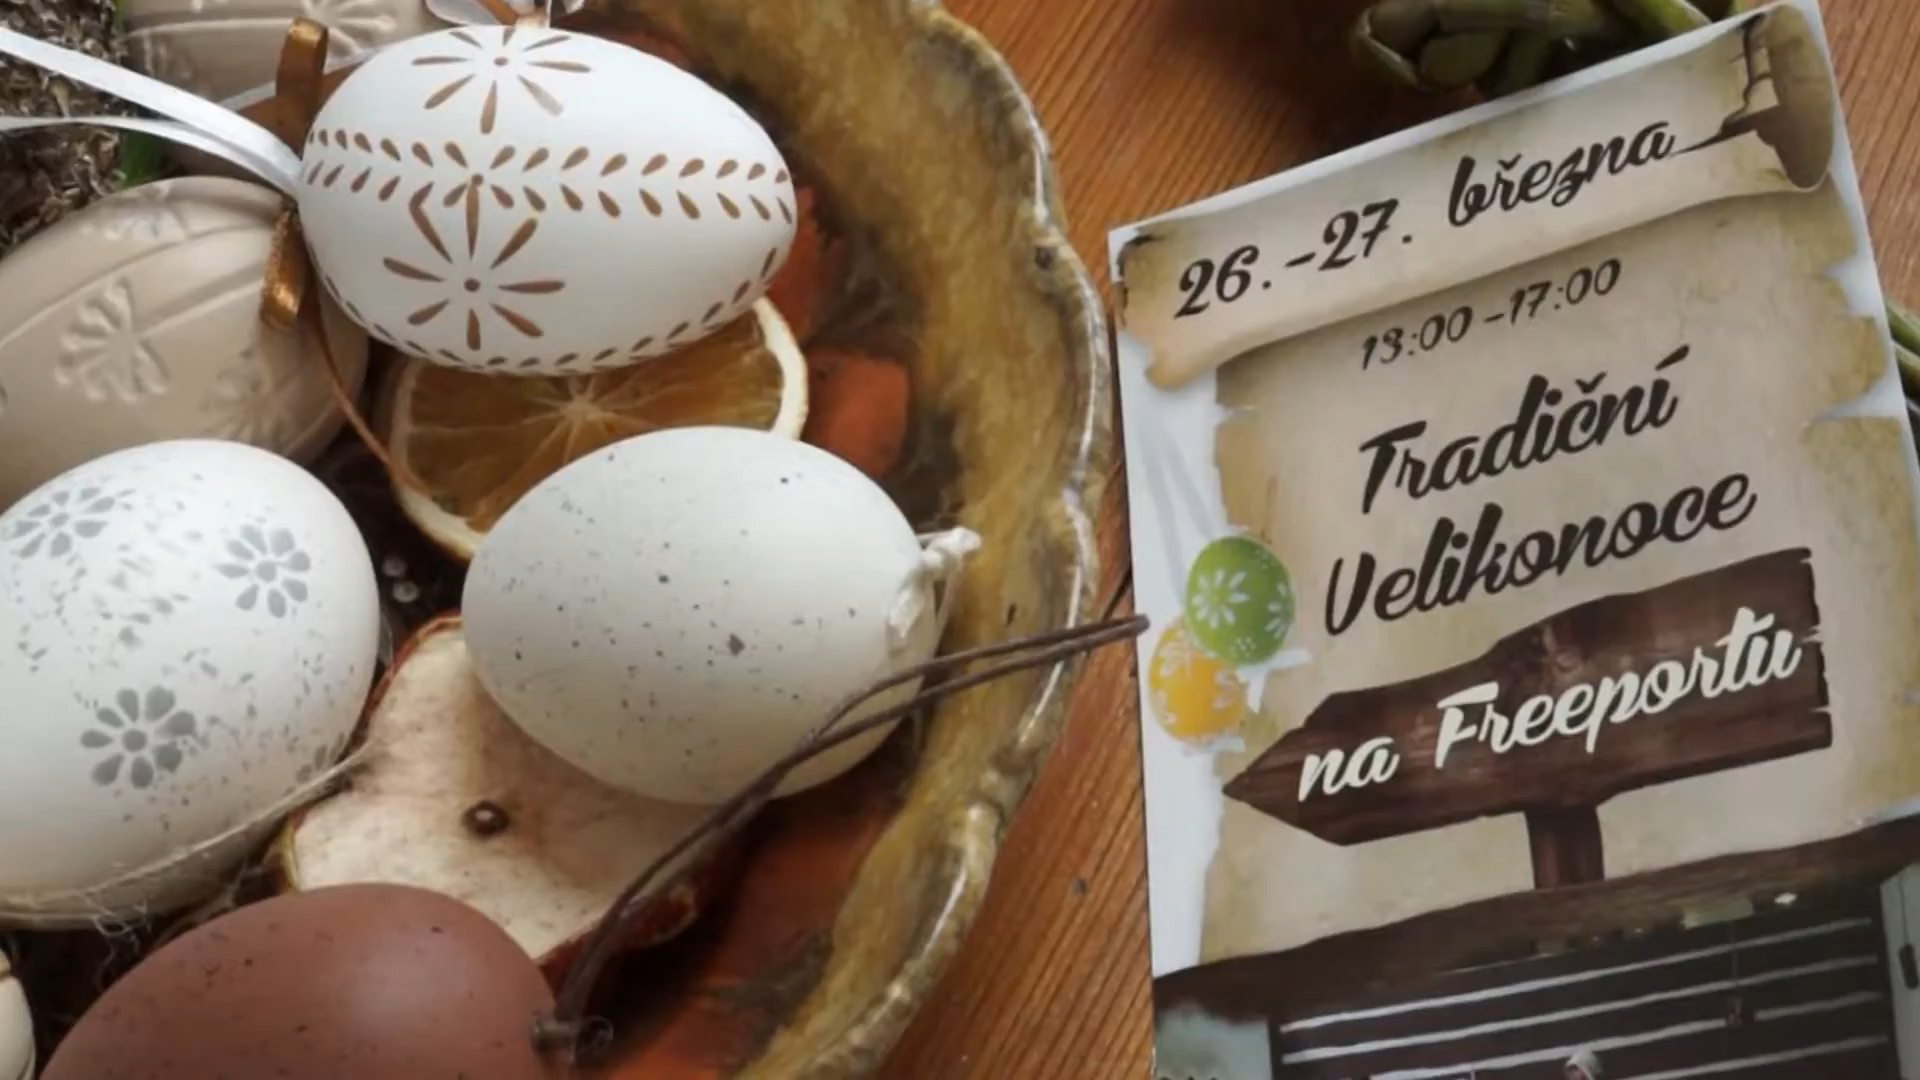 26.-27. března
13:00-17:00
Tradiční
Velikonoce
na Freeportu